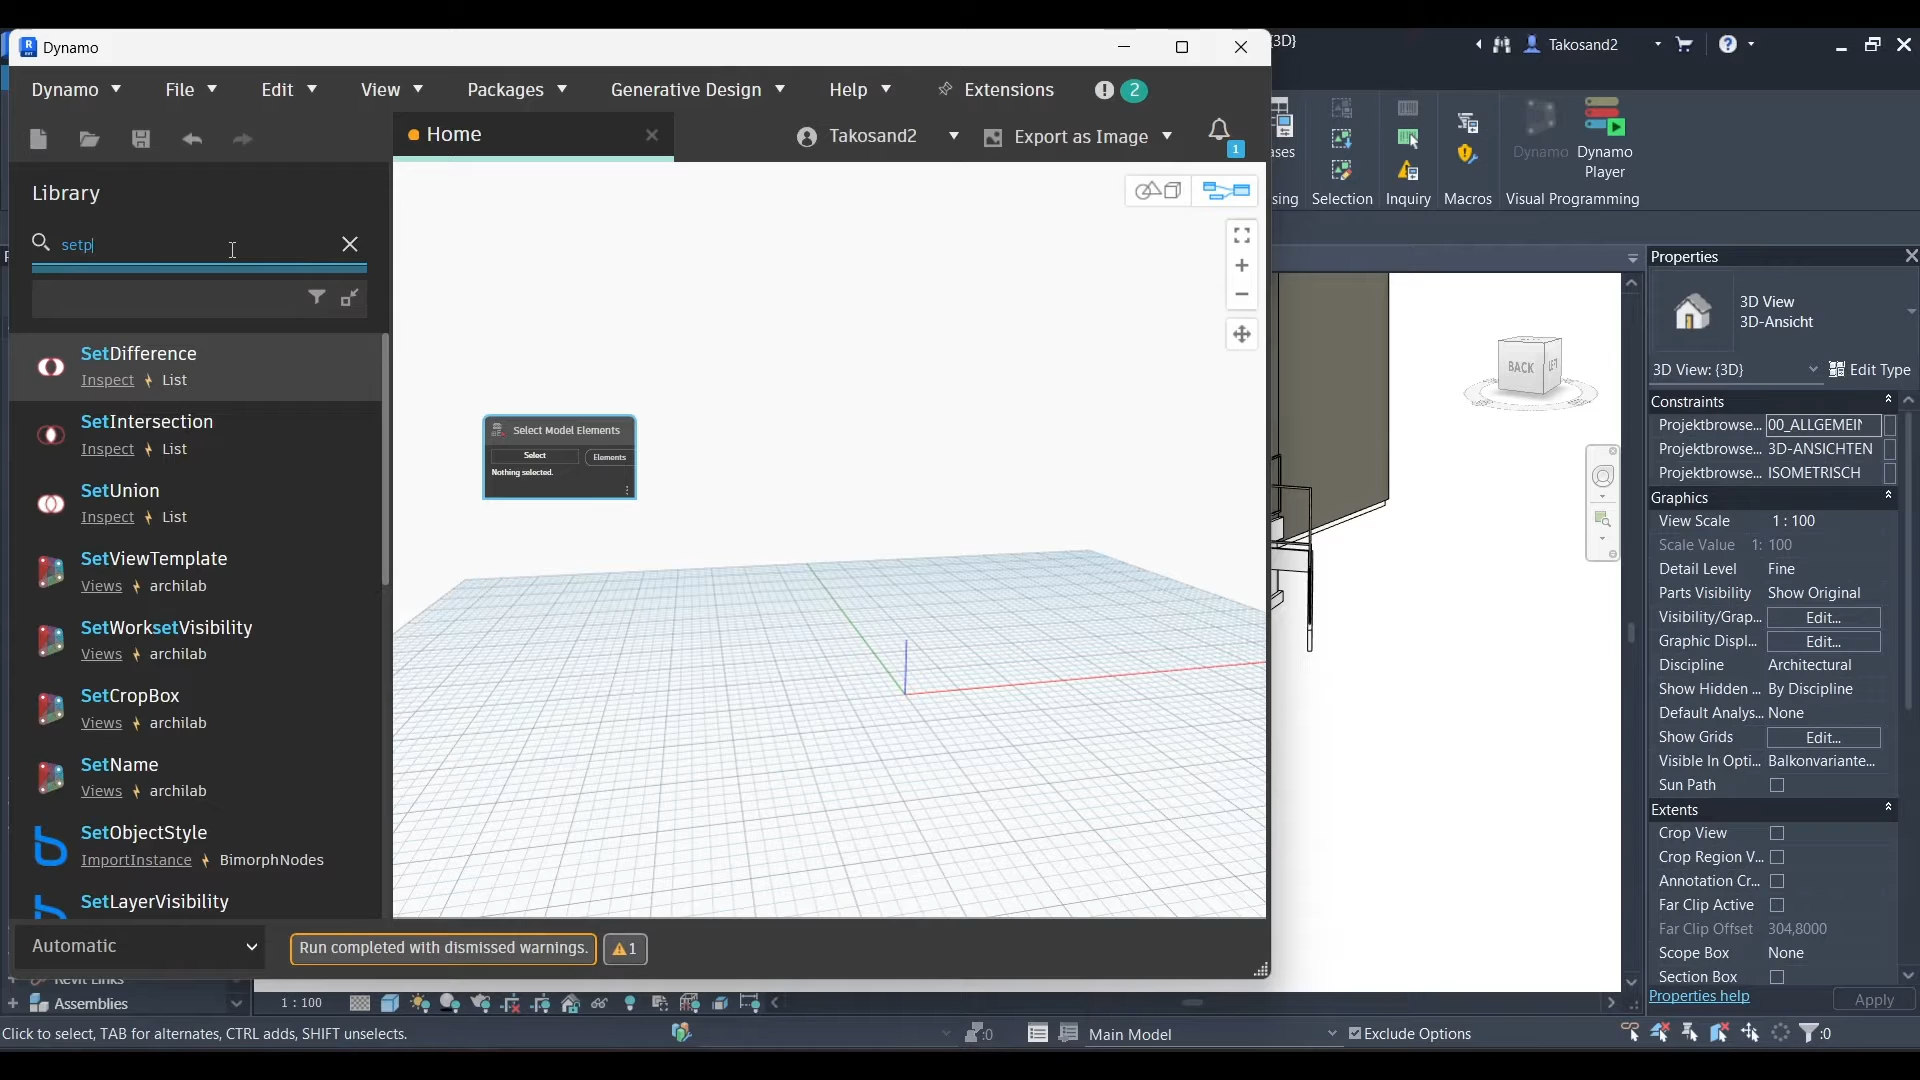 Dynamo
{3D}
Takosand2
Dynamo
File
Edit
View
Packages
Generative Design
Help
Extensions
2
Home
Takosand2
Export as Image
1
Dynamo
Dynamo
Player
Selection
Inquiry
Macros
Visual Programming
Library
setp
SetDifference
Inspect
List
SetIntersection
Inspect
List
SetUnion
Inspect
List
SetViewTemplate
Views
archilab
SetWorksetVisibility
Views
archilab
SetCropBox
Views
archilab
SetName
Views
archilab
SetObjectStyle
ImportInstance
BimorphNodes
SetLayerVisibility
Select Model Elements
Select
Elements
Nothing selected.
Automatic
Run completed with dismissed warnings.
1
BACK
Properties
3D View
3D-Ansicht
3D View: {3D}
Edit Type
Constraints
Projektbrowse...
Projektbrowse... 3D-ANSICHTEN
Projektbrowse... ISOMETRISCH
Graphics
View Scale 1 : 100
Scale Value 1: 100
Detail Level Fine
Parts Visibility Show Original
Visibility/Grap... Edit...
Graphic Displ... Edit...
Discipline Architectural
Show Hidden ... By Discipline
Default Analys... None
Show Grids Edit...
Visible In Opti... Balkonvariante...
Sun Path
Extents
Crop View
Crop Region V...
Annotation Cr...
Far Clip Active
Far Clip Offset 304,8000
Scope Box None
Section Box
Properties help
Apply
Assemblies
1 : 100
Click to select, TAB for alternates, CTRL adds, SHIFT unselects.
:0
Main Model
Exclude Options
:0